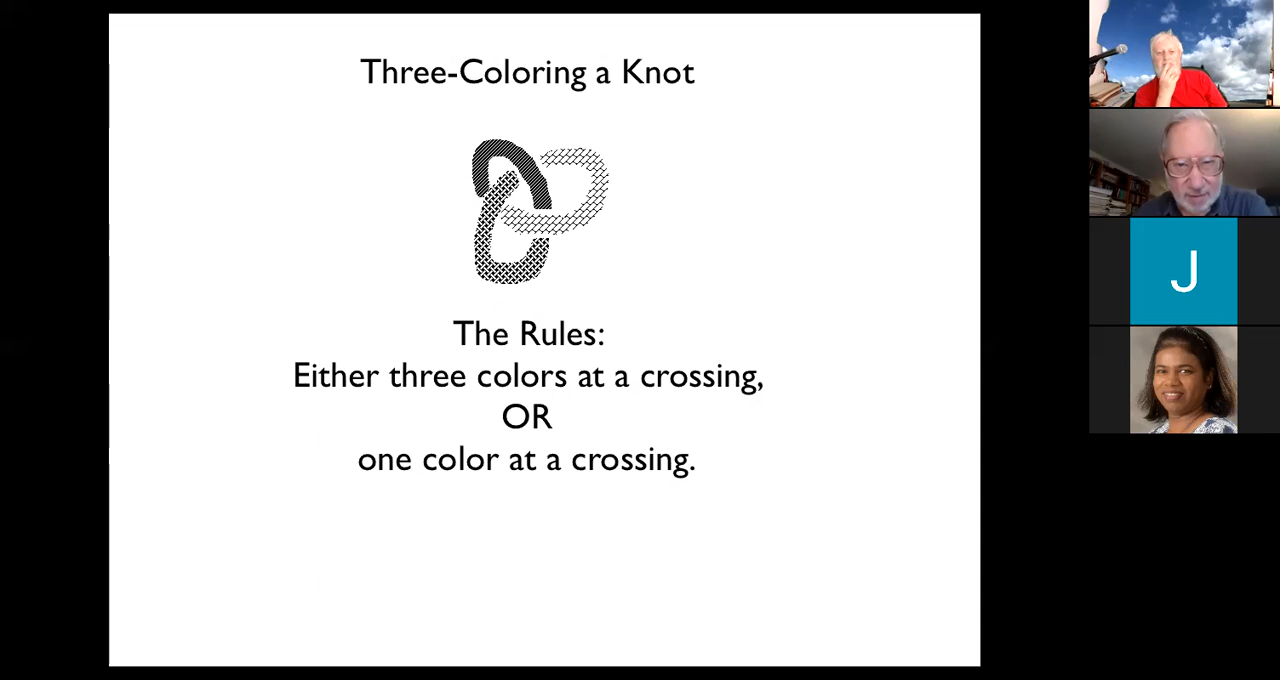 Three-Coloring a Knot
The Rules:
Either three colors at a crossing,
OR
one color at a crossing.
J